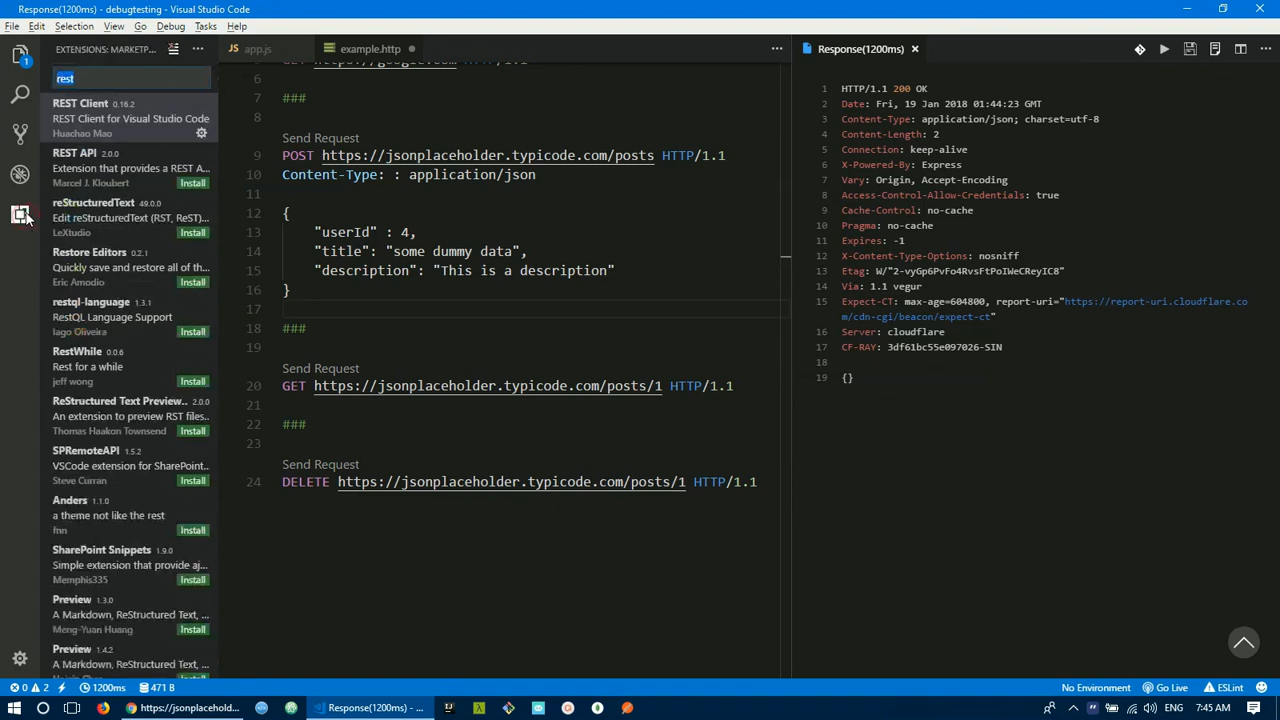 Response(1200ms) - debugtesting - Visual Studio Code
File Edit Selection View Go Debug Tasks Help
EXTENSIONS: MARKETP...
JS app.js
example.http
Response(1200ms)
1
rest
REST Client 0.16.2
REST Client for Visual Studio Code
Huachao Mao
REST API 2.0.0
Extension that provides a REST A...
Marcel J. Kloubert Install
reStructuredText 49.0.0
Edit reStructuredText (RST, ReST)...
LeXtudio Install
Restore Editors 0.2.1
Quickly save and restore all of th...
Eric Amodio Install
restql-language 1.3.1
RestQL Language Support
Iago Oliveira Install
RestWhile 0.0.6
Rest for a while
jeff wong Install
ReStructured Text Preview... 2.0.0
An extension to preview RST files...
Thomas Haakon Townsend Install
SPRemoteAPI 1.5.2
VSCode extension for SharePoint...
Steve Curran Install
Anders 1.1.0
a theme not like the rest
fnn Install
SharePoint Snippets 1.9.0
Simple extension that provide aj...
Memphis335 Install
Preview 1.3.0
A Markdown, ReStructured Text, ...
Meng-Yuan Huang Install
Preview 1.4.2
A Markdown, ReStructured Text, ...
Install
GET https://google.com HTTP/1.1
6
7 ###
8
Send Request
9 POST https://jsonplaceholder.typicode.com/posts HTTP/1.1
10 Content-Type: : application/json
11
12 {
13 "userId" : 4,
14 "title": "some dummy data",
15 "description": "This is a description"
16 }
17
18 ###
19
Send Request
20 GET https://jsonplaceholder.typicode.com/posts/1 HTTP/1.1
21
22 ###
23
Send Request
24 DELETE https://jsonplaceholder.typicode.com/posts/1 HTTP/1.1
1 HTTP/1.1 200 OK
2 Date: Fri, 19 Jan 2018 01:44:23 GMT
3 Content-Type: application/json; charset=utf-8
4 Content-Length: 2
5 Connection: keep-alive
6 X-Powered-By: Express
7 Vary: Origin, Accept-Encoding
8 Access-Control-Allow-Credentials: true
9 Cache-Control: no-cache
10 Pragma: no-cache
11 Expires: -1
12 X-Content-Type-Options: nosniff
13 Etag: W/"2-vyGp6PvFo4RvsFtPoIWeCReyIC8"
14 Via: 1.1 vegur
15 Expect-CT: max-age=604800, report-uri="https://report-uri.cloudflare.co
m/cdn-cgi/beacon/expect-ct"
16 Server: cloudflare
17 CF-RAY: 3df61bc55e097026-SIN
18
19 {}
0 2 1200ms 471 B
No Environment Go Live ESLint
https://jsonplacehold... Response(1200ms) - ... ENG 7:45 AM